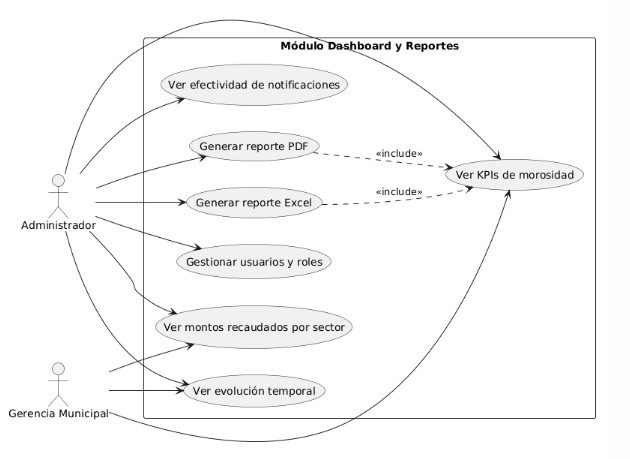 Módulo Dashboard y Reportes
Ver efectividad de notificaciones
Generar reporte PDF
«include»
Ver KPIs de morosidad
«include»
Generar reporte Excel
Administrador
Gestionar usuarios y roles
Ver montos recaudados por sector
Ver evolución temporal
Gerencia Municipal